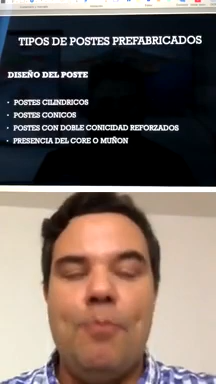 TIPOS DE POSTES PREFABRICADOS
DISEÑO DEL POSTE
• POSTES CILINDRICOS
• POSTES CONICOS
• POSTES CON DOBLE CONICIDAD REFORZADOS
• PRESENCIA DEL CORE O MUÑON